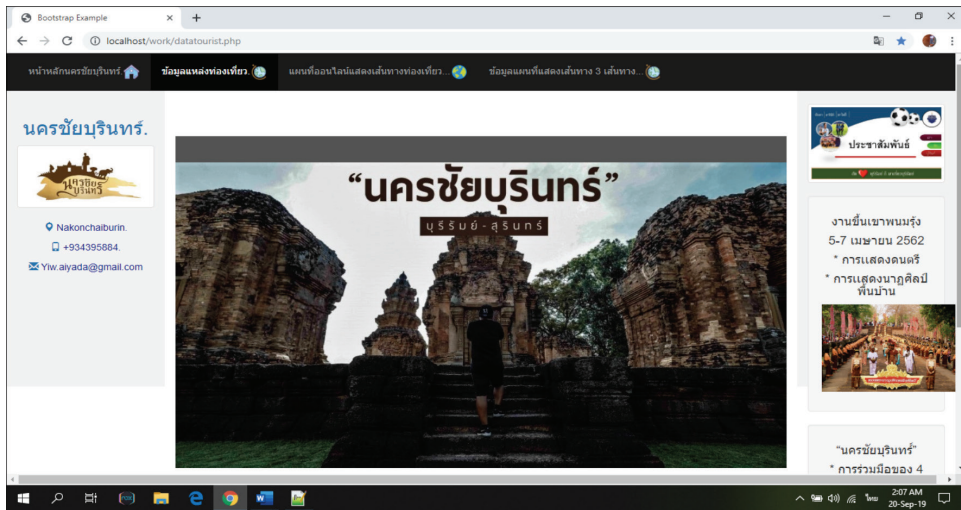 Bootstrap Example
localhost/work/datatourist.php
หน้าหลักนครชัยบุรินทร์
ข้อมูลแหล่งท่องเที่ยว.
แผนที่ออนไลน์แสดงเส้นทางท่องเที่ยว...
ข้อมูลแผนที่แสดงเส้นทาง 3 เส้นทาง...
นครชัยบุรินทร์.
นครชัย
บุรินทร์
Nakonchaiburin.
+934395884.
Yiw.aiyada@gmail.com
“นครชัยบุรินทร์”
บุรีรัมย์-สุรินทร์
ประชาสัมพันธ์
งานขึ้นเขาพนมรุ้ง
5-7 เมษายน 2562
* การแสดงดนตรี
* การแสดงนาฏศิลป์
พื้นบ้าน
“นครชัยบุรินทร์”
* การร่วมมือของ 4
W
ไทย
2:07 AM
20-Sep-19